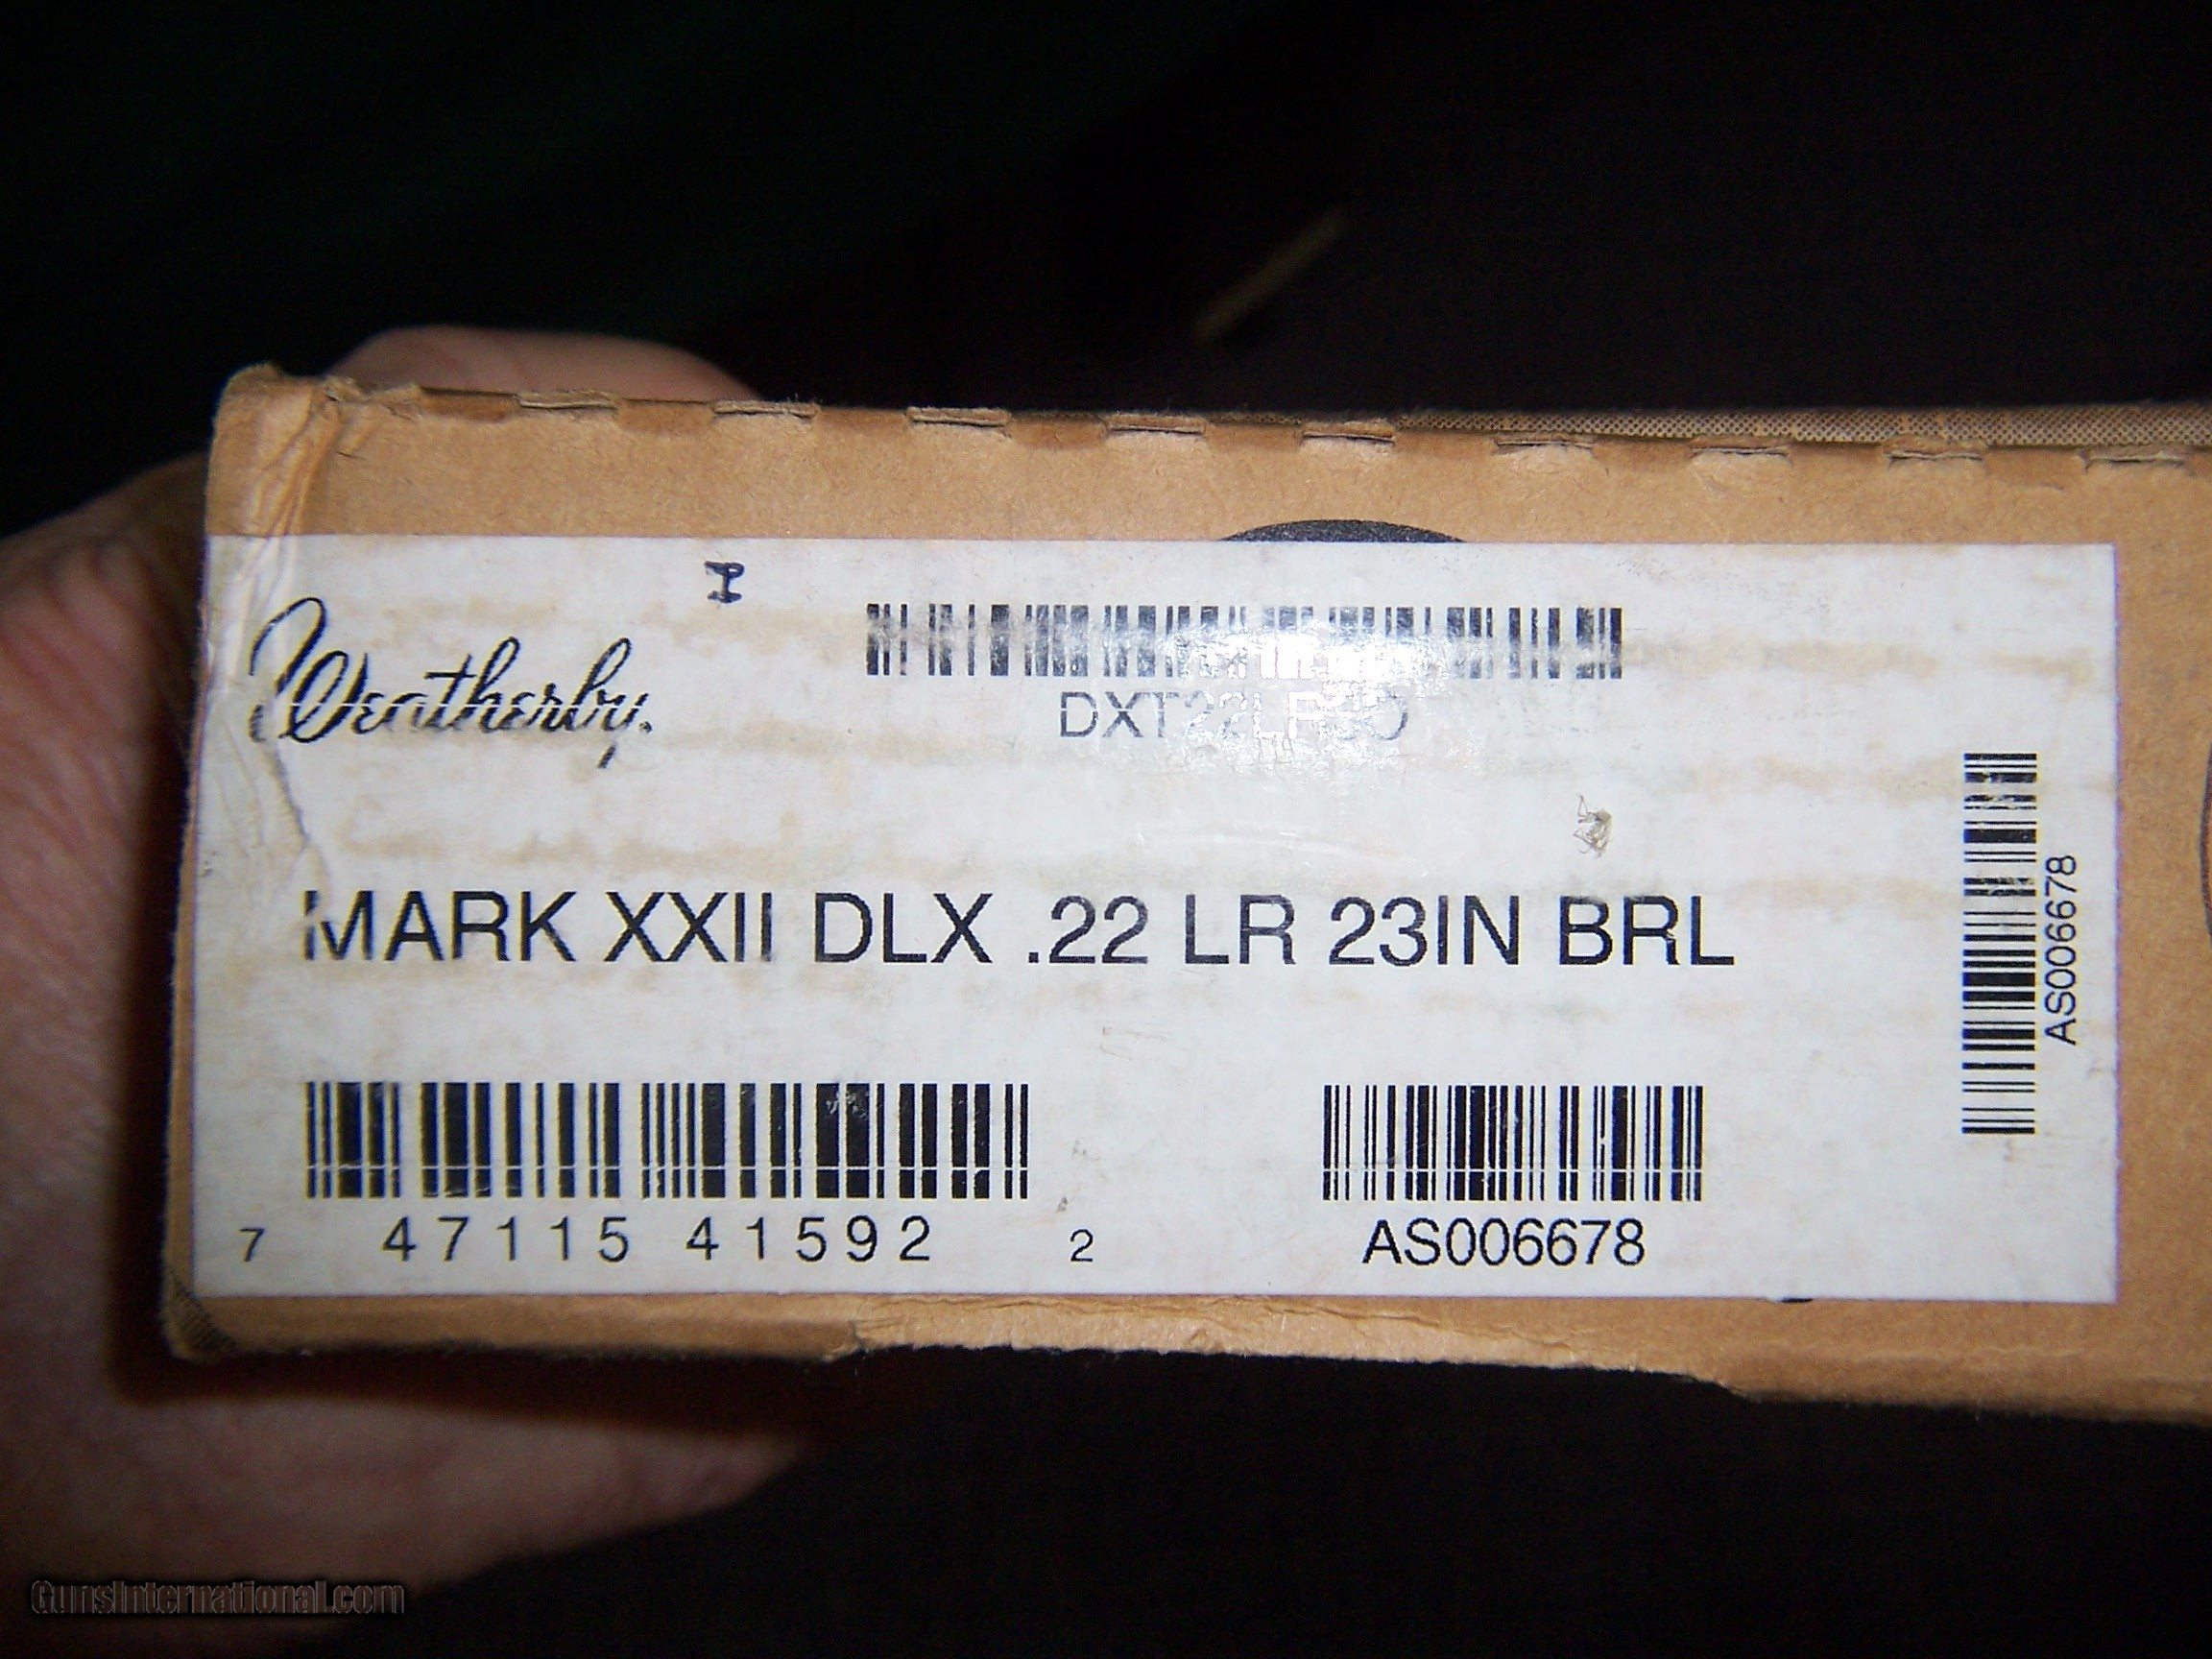 Weatherby.
MARK XXII DLX .22 LR 23IN BRL
7 47115 41592 2
AS006678
AS006678
GunsInternational.com